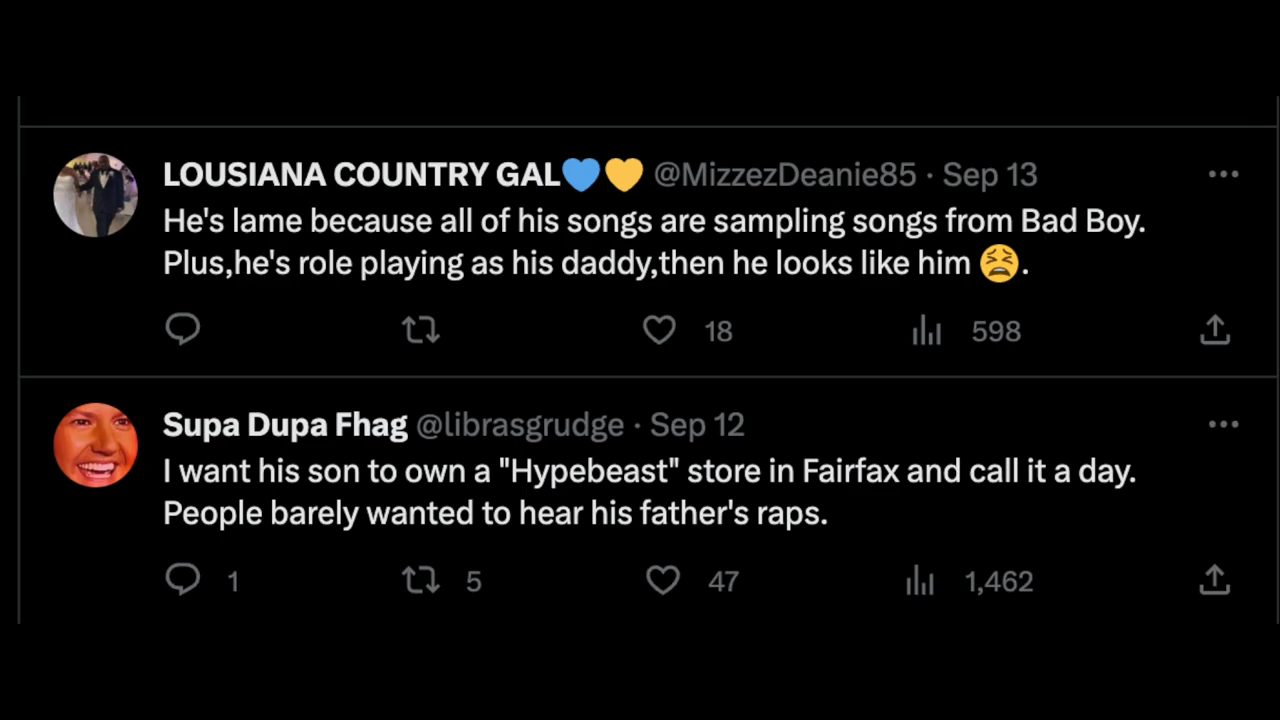 LOUSIANA COUNTRY GAL💙💛 @MizzezDeanie85 · Sep 13
He's lame because all of his songs are sampling songs from Bad Boy.
Plus,he's role playing as his daddy,then he looks like him 😫.
18 598
Supa Dupa Fhag @librasgrudge · Sep 12
I want his son to own a "Hypebeast" store in Fairfax and call it a day.
People barely wanted to hear his father's raps.
1 5 47 1,462